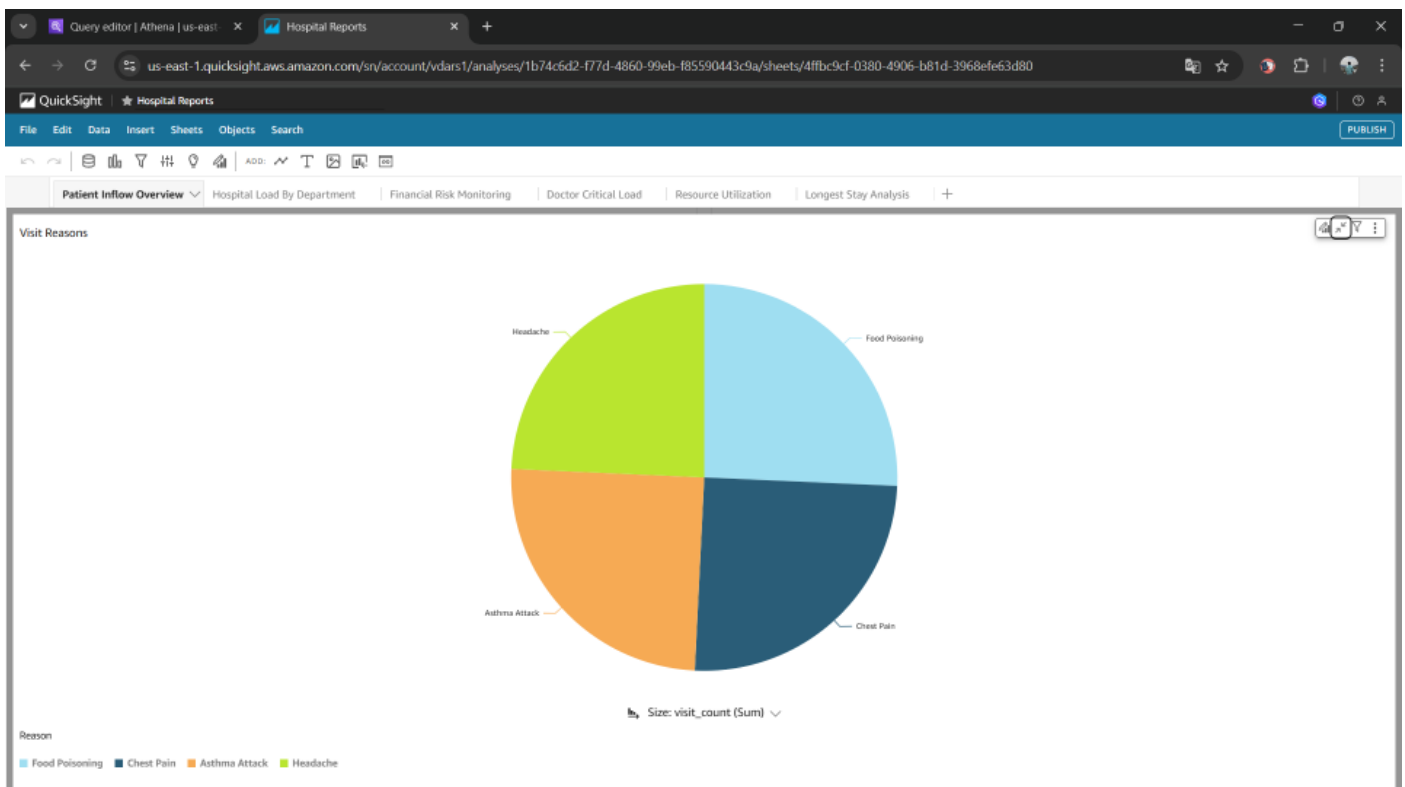 Query editor | Athena | us-east-
Hospital Reports
us-east-1.quicksight.aws.amazon.com/sn/account/vdars1/analyses/1b74c6d2-f77d-4860-99eb-f85590443c9a/sheets/4ffbc9cf-0380-4906-b81d-3968efe63d80
QuickSight Hospital Reports
File Edit Data Insert Sheets Objects Search PUBLISH
ADD:
Patient Inflow Overview Hospital Load By Department Financial Risk Monitoring Doctor Critical Load Resource Utilization Longest Stay Analysis
Visit Reasons
Headache
Food Poisoning
Asthma Attack
Chest Pain
Size: visit_count (Sum)
Reason
Food Poisoning Chest Pain Asthma Attack Headache